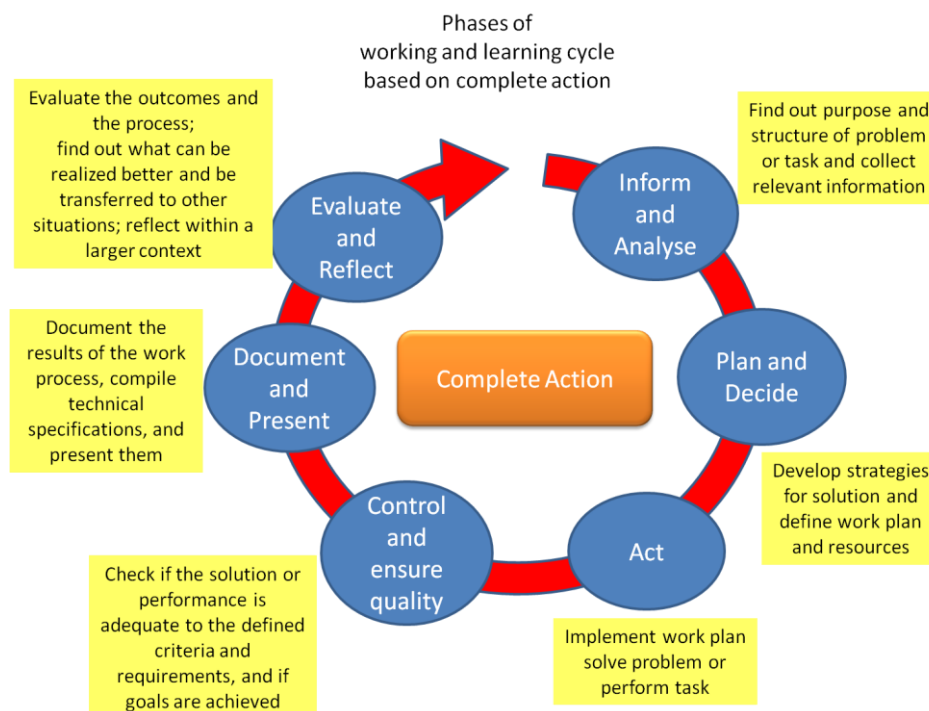 Phases of
working and learning cycle
based on complete action
Find out purpose and
structure of problem
or task and collect
relevant information
Inform
and
Analyse
Plan and
Decide
Develop strategies
for solution and
define work plan
and resources
Act
Implement work plan
solve problem or
perform task
Control
and
ensure
quality
Check if the solution or
performance is
adequate to the defined
criteria and
requirements, and if
goals are achieved
Document
and
Present
Document the
results of the work
process, compile
technical
specifications, and
present them
Evaluate
and
Reflect
Evaluate the outcomes and
the process;
find out what can be
realized better and be
transferred to other
situations; reflect within a
larger context
Complete Action